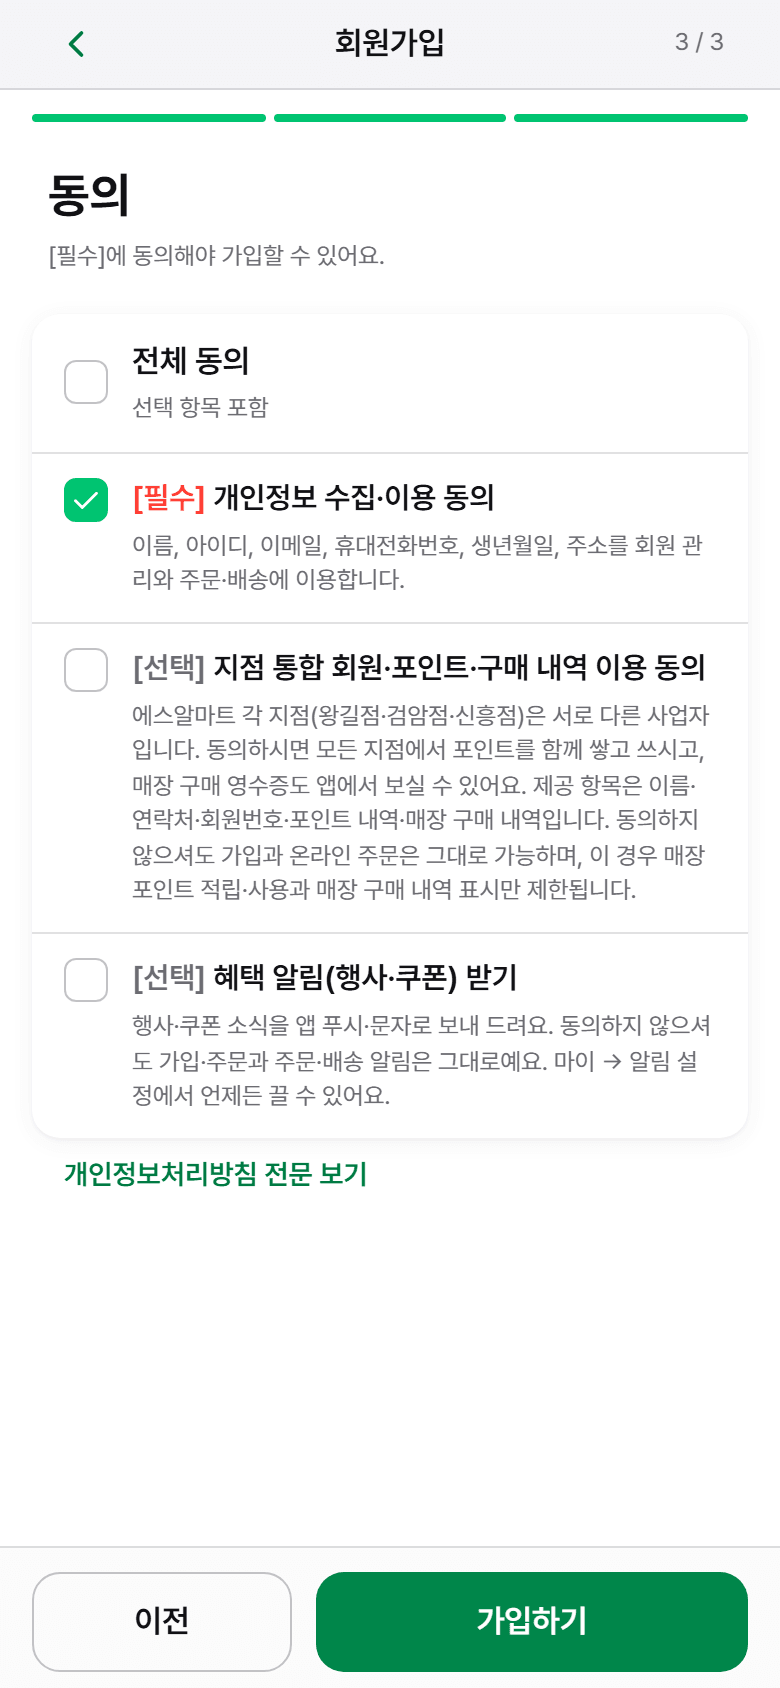 회원가입
3 / 3
동의
[필수]에 동의해야 가입할 수 있어요.
전체 동의
선택 항목 포함
[필수] 개인정보 수집·이용 동의
이름, 아이디, 이메일, 휴대전화번호, 생년월일, 주소를 회원 관
리와 주문·배송에 이용합니다.
[선택] 지점 통합 회원·포인트·구매 내역 이용 동의
에스알마트 각 지점(왕길점·검암점·신흥점)은 서로 다른 사업자
입니다. 동의하시면 모든 지점에서 포인트를 함께 쌓고 쓰시고,
매장 구매 영수증도 앱에서 보실 수 있어요. 제공 항목은 이름·
연락처·회원번호·포인트 내역·매장 구매 내역입니다. 동의하지
않으셔도 가입과 온라인 주문은 그대로 가능하며, 이 경우 매장
포인트 적립·사용과 매장 구매 내역 표시만 제한됩니다.
[선택] 혜택 알림(행사·쿠폰) 받기
행사·쿠폰 소식을 앱 푸시·문자로 보내 드려요. 동의하지 않으셔
도 가입·주문과 주문·배송 알림은 그대로예요. 마이 → 알림 설
정에서 언제든 끌 수 있어요.
개인정보처리방침 전문 보기
이전
가입하기